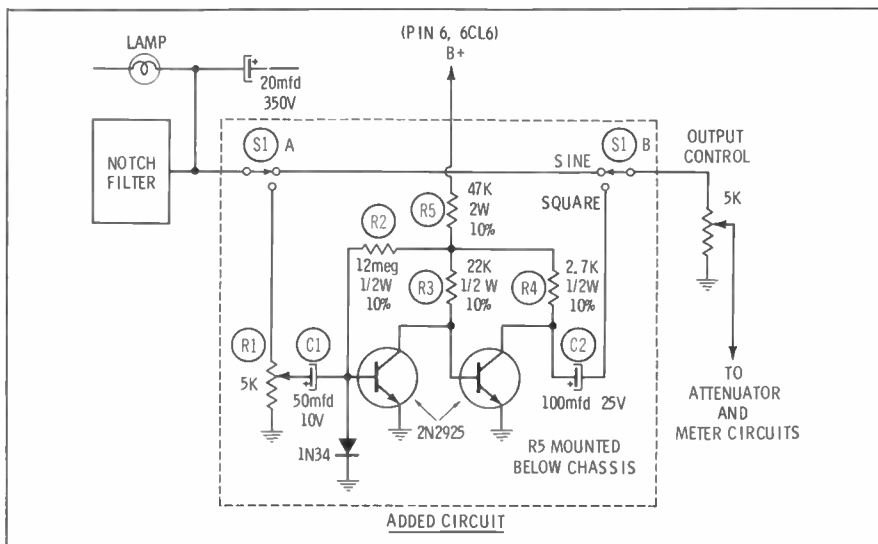 (PIN 6, 6CL6)
B+
LAMP
20mfd
350V
+
NOTCH
FILTER
S1 A
SINE
SQUARE
S1 B
OUTPUT
CONTROL
5K
R5
47K
2W
10%
R2
12meg
1/2W
10%
R3
22K
1/2 W
10%
R4
2.7K
1/2W
10%
R1
5K
C1
+
50mfd
10V
C2
+
100mfd 25V
2N2925
1N34
R5 MOUNTED
BELOW CHASSIS
TO
ATTENUATOR
AND
METER CIRCUITS
ADDED CIRCUIT